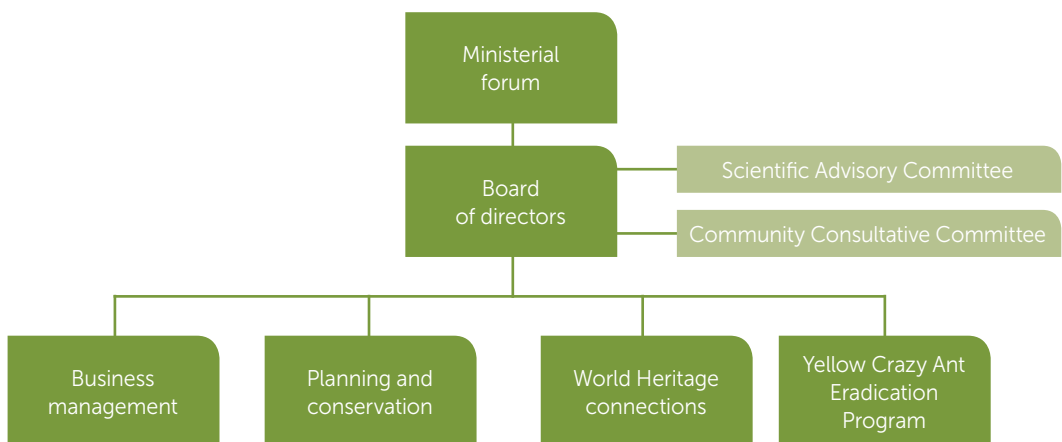 Ministerial
forum
Board
of directors
Scientific Advisory Committee
Community Consultative Committee
Business
management
Planning and
conservation
World Heritage
connections
Yellow Crazy Ant
Eradication
Program